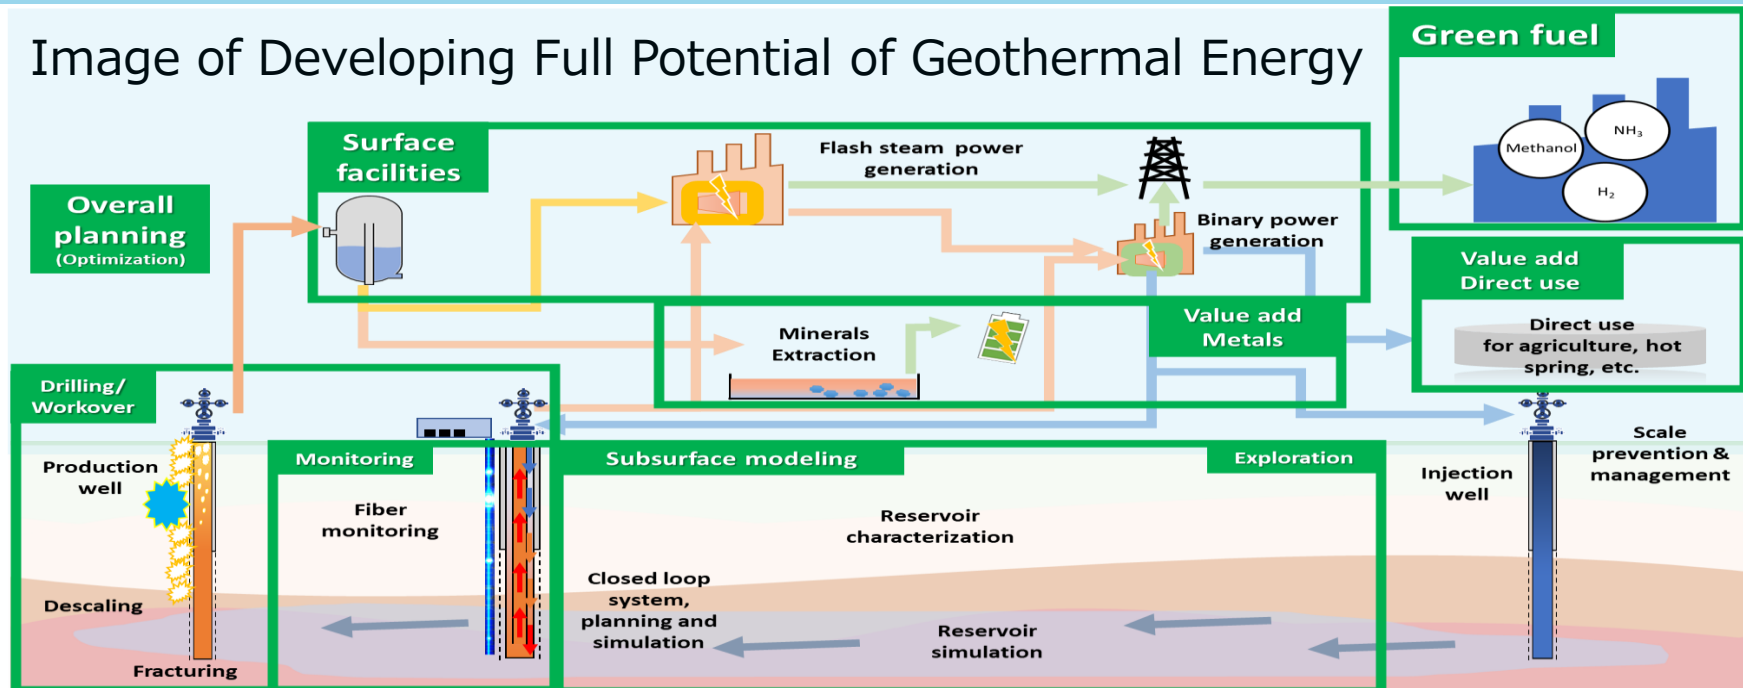 Image of Developing Full Potential of Geothermal Energy
Green fuel
Methanol
NH₃
H₂
Surface
facilities
Flash steam power
generation
Binary power
generation
Overall
planning
(Optimization)
Value add
Direct use
Direct use
for agriculture, hot
spring, etc.
Minerals
Extraction
Value add
Metals
Drilling/
Workover
Production
well
Descaling
Fracturing
Monitoring
Fiber
monitoring
Subsurface modeling
Exploration
Reservoir
characterization
Closed loop
system,
planning and
simulation
Reservoir
simulation
Injection
well
Scale
prevention &
management